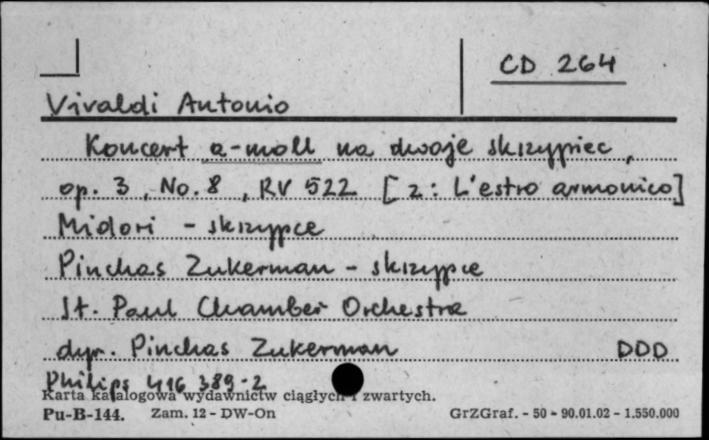 CD 264
Vivaldi Antonio
Koncert a-moll na dwoje skrzypiec,
op. 3, No. 8, RV 522 [z: L'estro armonico]
Midori - skrzypce
Pinchas Zukerman - skrzypce
St. Paul Chamber Orchestra
dyr. Pinchas Zukerman DDD
Philips 416 389-2
Karta katalogowa wydawnictw ciągłych i zwartych.
Pu-B-144. Zam. 12 - DW-On GrZGraf. - 50 - 90.01.02 - 1.550.000